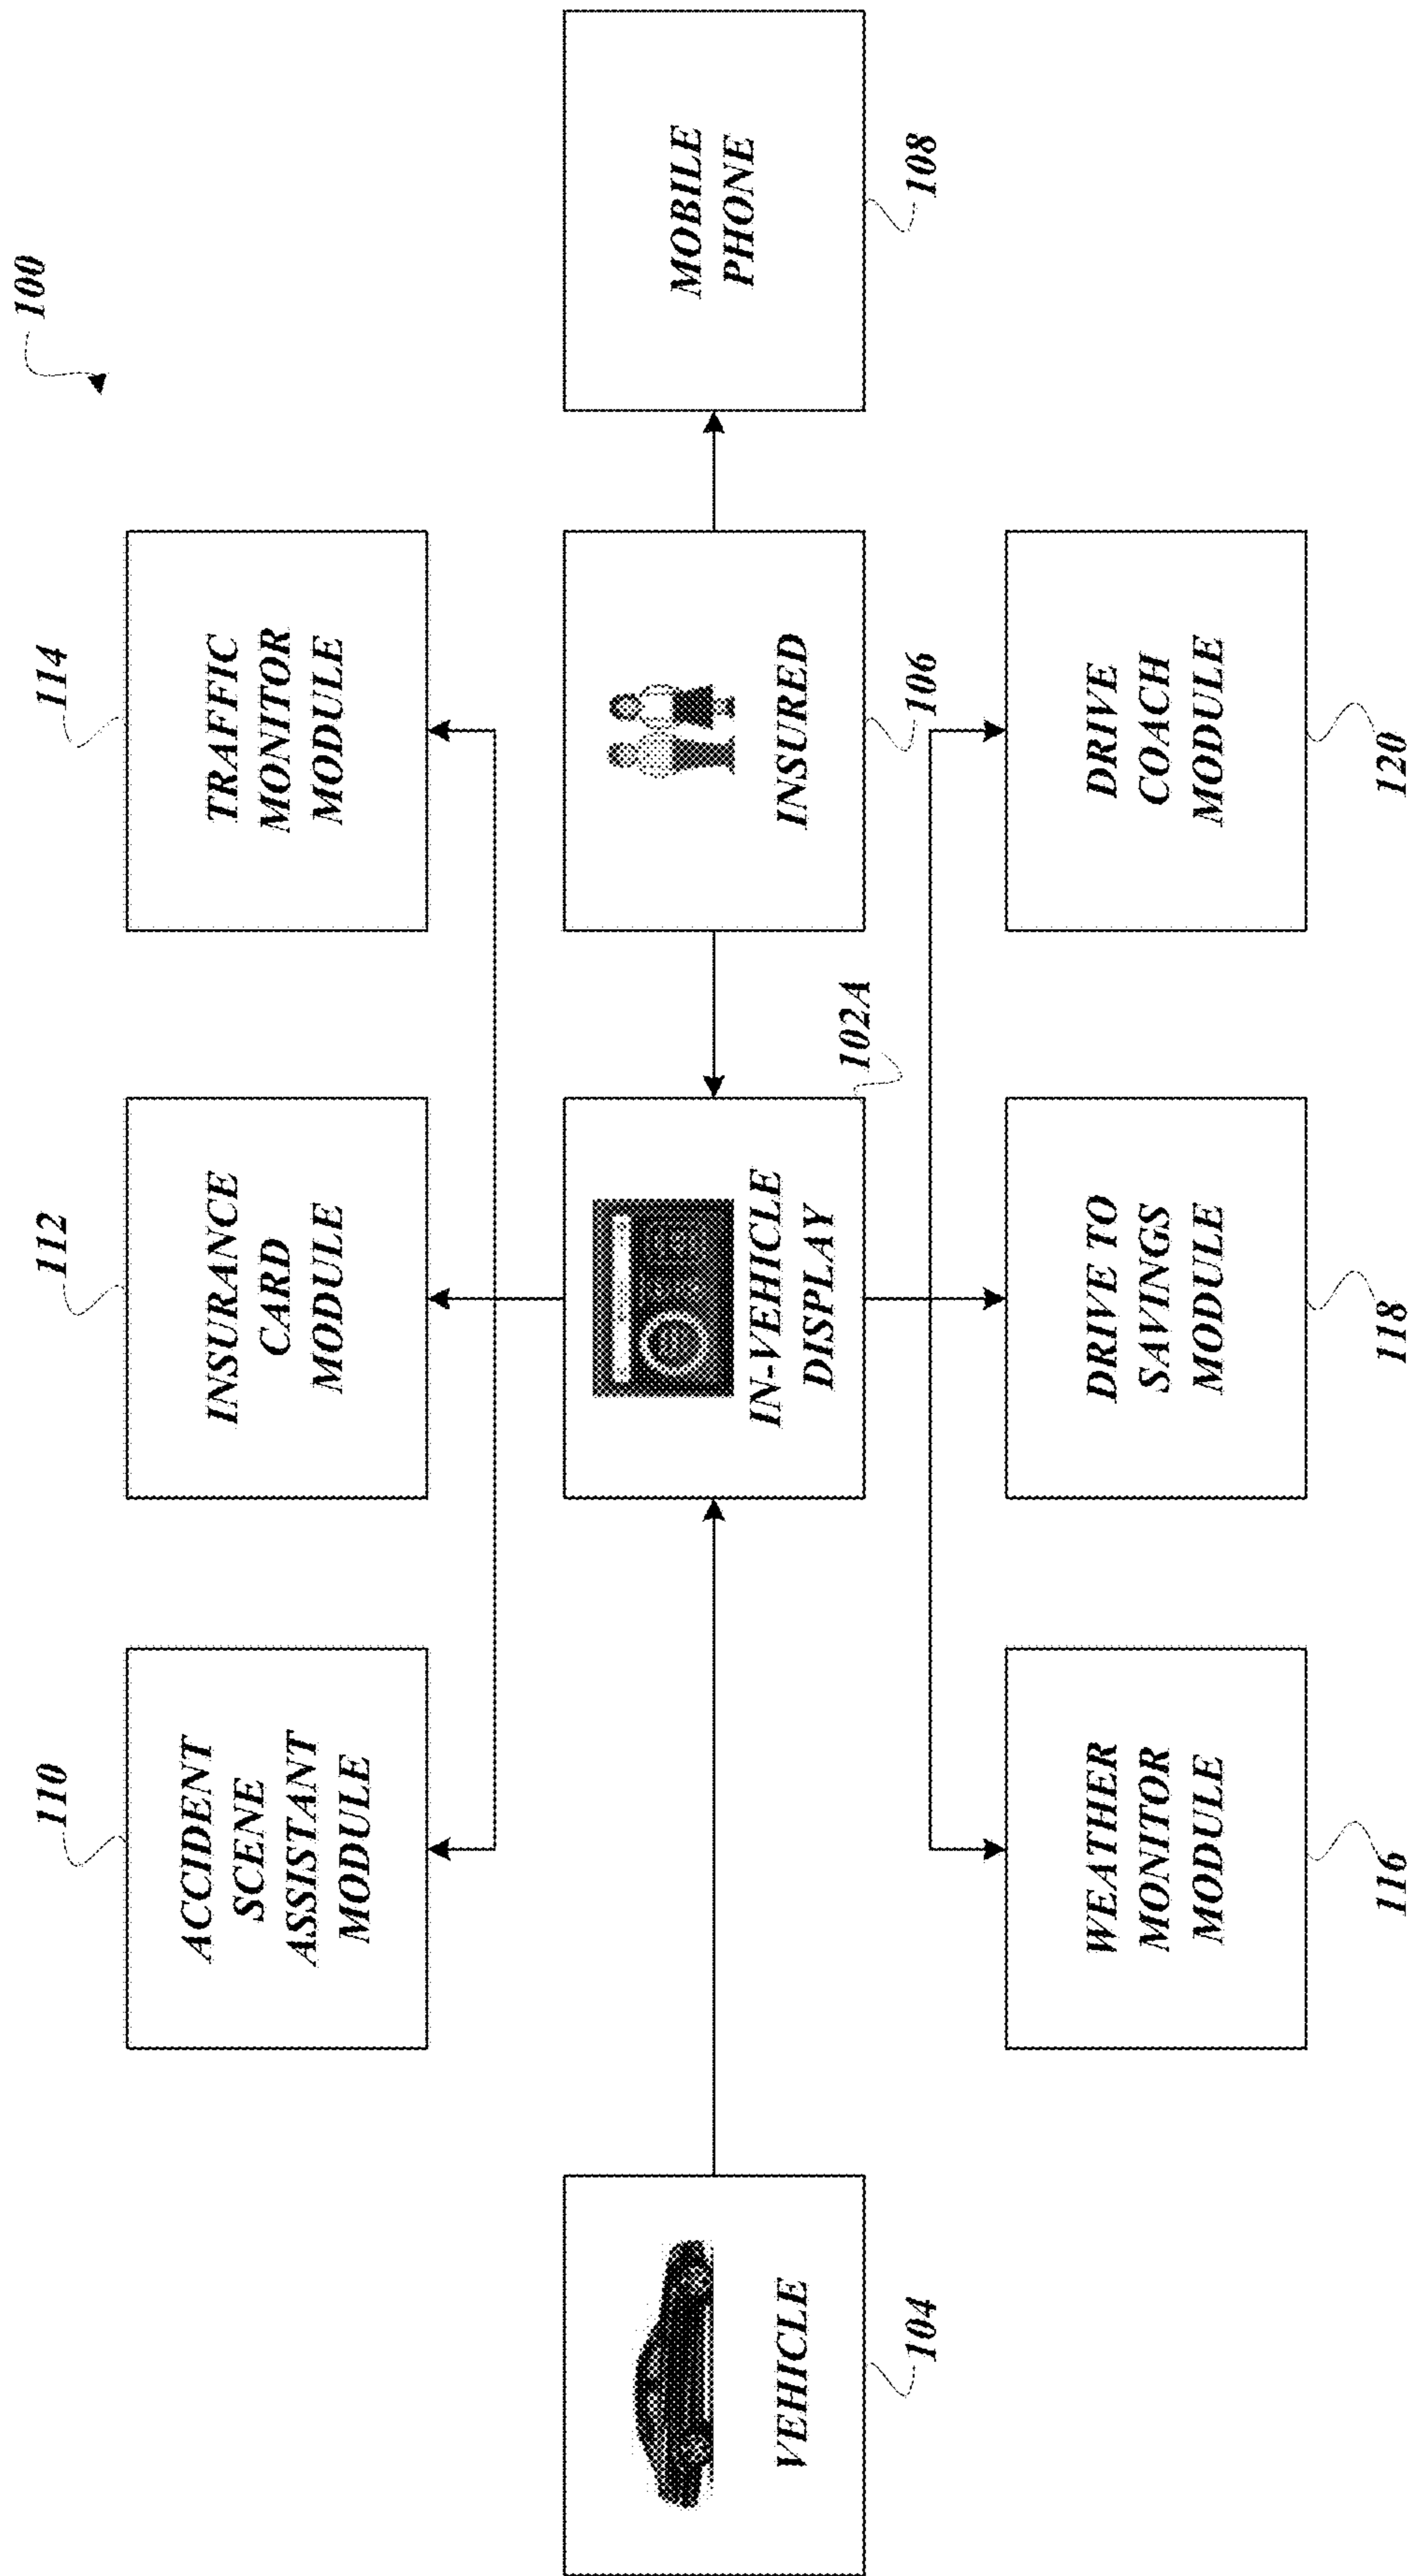 100
110
ACCIDENT
SCENE
ASSISTANT
MODULE
112
INSURANCE
CARD
MODULE
114
TRAFFIC
MONITOR
MODULE
VEHICLE
104
IN-VEHICLE
DISPLAY
102A
INSURED
106
MOBILE
PHONE
108
WEATHER
MONITOR
MODULE
116
DRIVE TO
SAVINGS
MODULE
118
DRIVE
COACH
MODULE
120